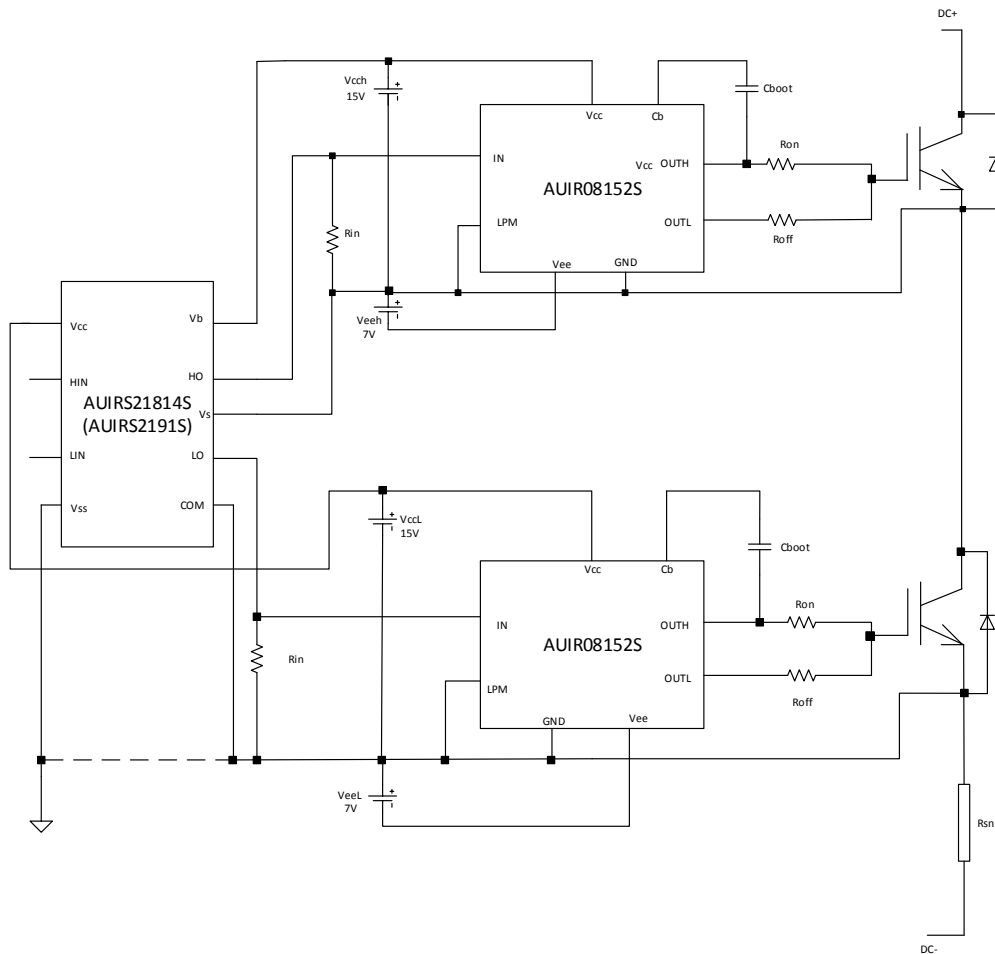 DC+
Vcch
15V
Cboot
Vcc
Cb
IN
Vcc
OUTH
Ron
AUIR08152S
LPM
OUTL
Rin
Roff
Vee
GND
Veeh
7V
Vcc
Vb
HIN
HO
AUIRS21814S
(AUIRS2191S)
Vs
LIN
LO
Vss
COM
VccL
15V
Cboot
Vcc
Cb
IN
OUTH
Ron
AUIR08152S
Rin
LPM
OUTL
Roff
GND
Vee
VeeL
7V
Rsn
DC-